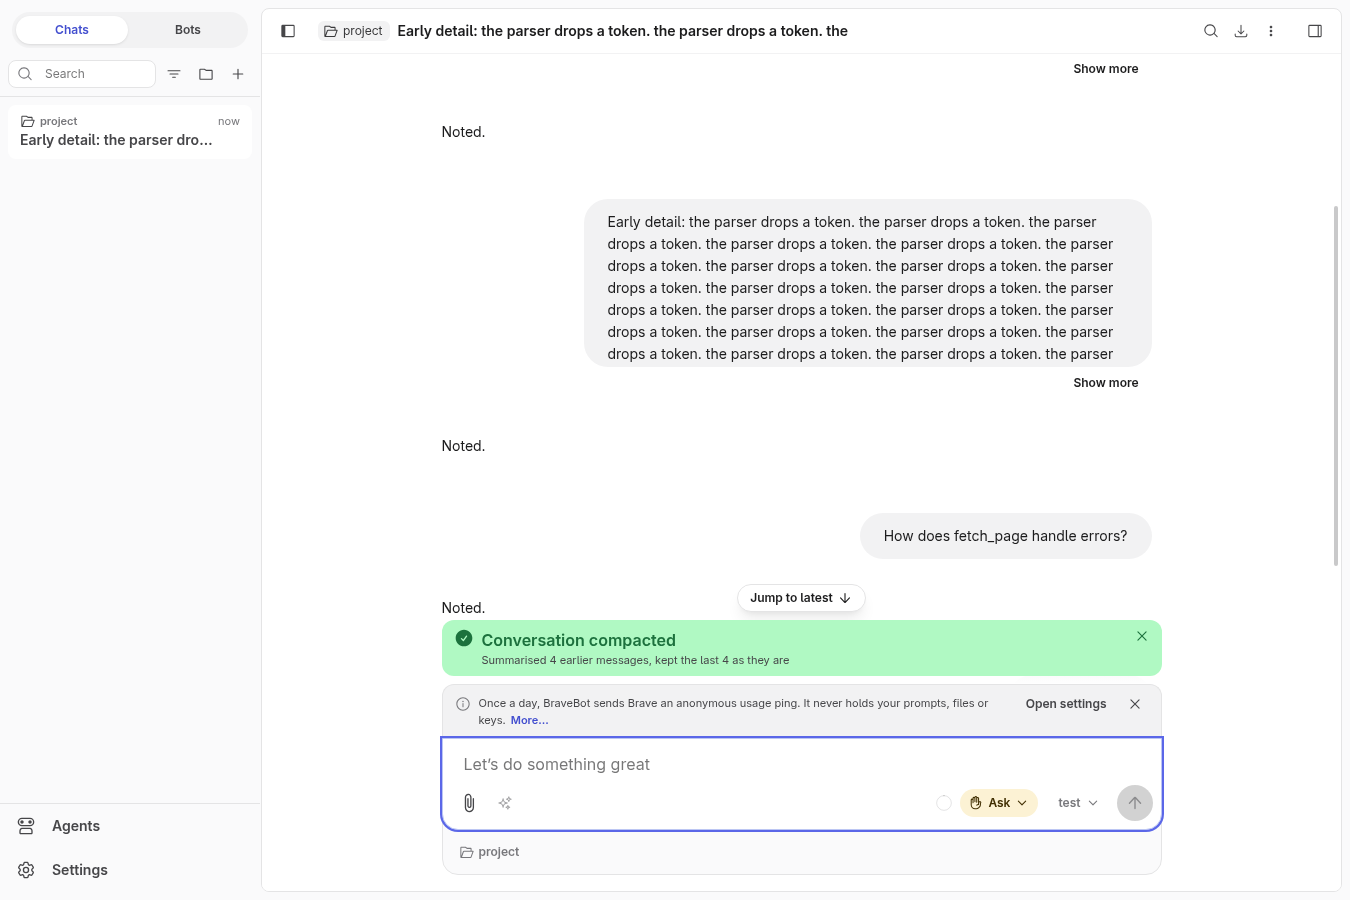 Chats
Bots
Search
project
now
Early detail: the parser dro...
Agents
Settings
project
Early detail: the parser drops a token. the parser drops a token. the
Show more
Noted.
Early detail: the parser drops a token. the parser drops a token. the parser
drops a token. the parser drops a token. the parser drops a token. the parser
drops a token. the parser drops a token. the parser drops a token. the parser
drops a token. the parser drops a token. the parser drops a token. the parser
drops a token. the parser drops a token. the parser drops a token. the parser
drops a token. the parser drops a token. the parser drops a token. the parser
drops a token. the parser drops a token. the parser drops a token. the parser
Show more
Noted.
How does fetch_page handle errors?
Jump to latest
Noted.
Conversation compacted
Summarised 4 earlier messages, kept the last 4 as they are
Once a day, BraveBot sends Brave an anonymous usage ping. It never holds your prompts, files or
keys. More...
Open settings
Let's do something great
Ask
test
project